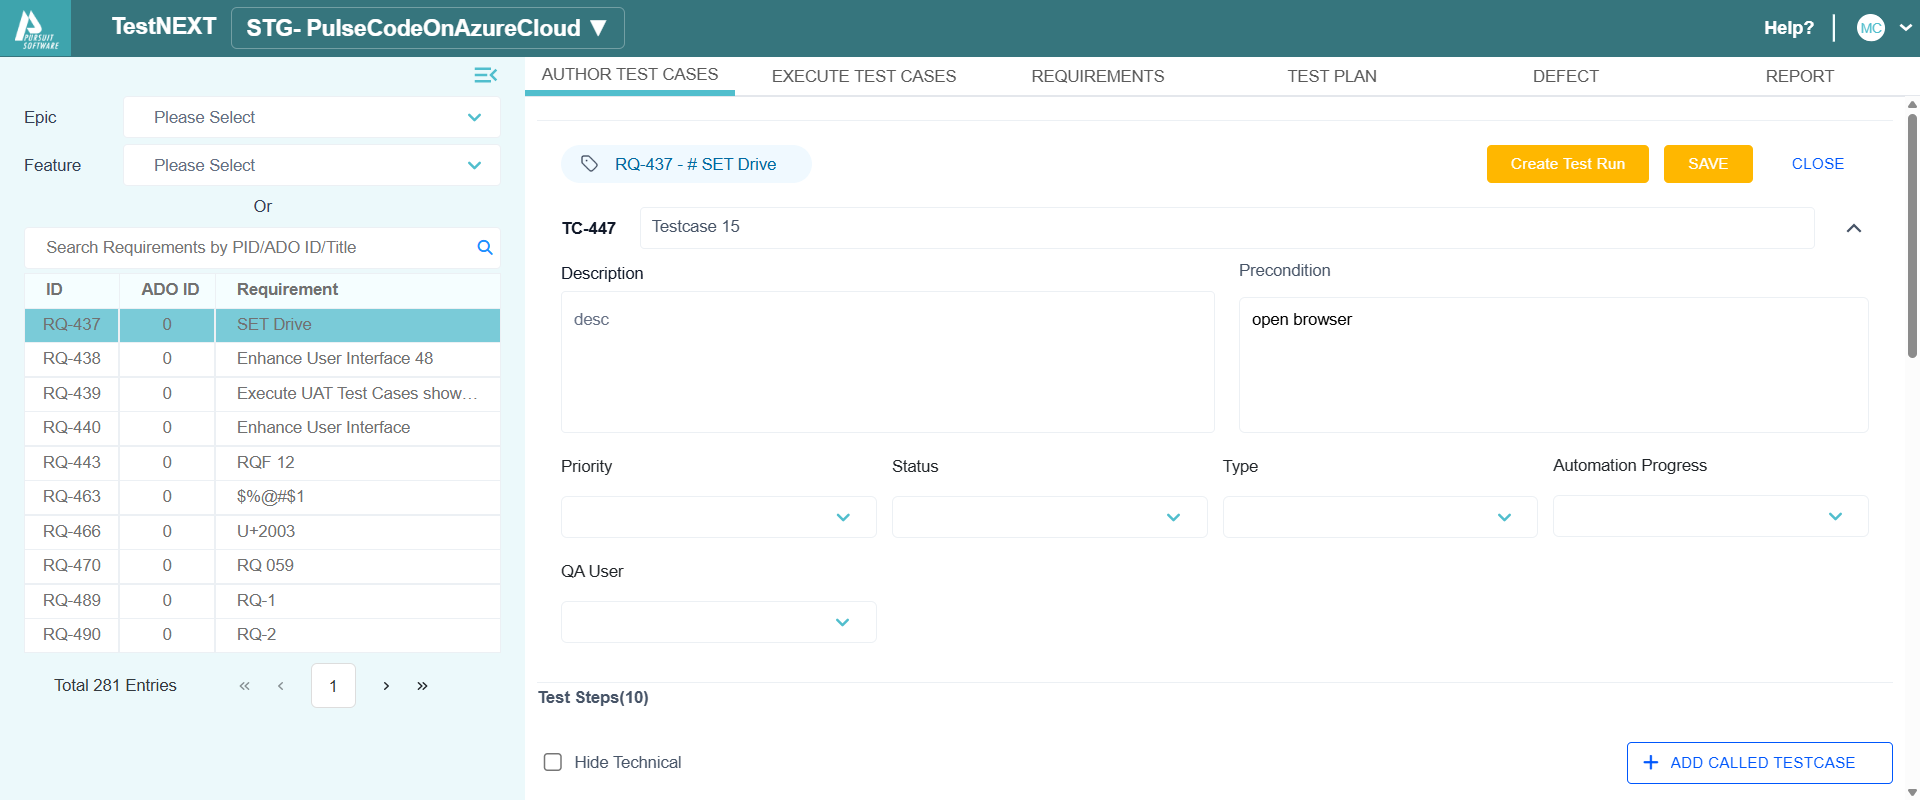 PURSUIT
SOFTWARE
TestNEXT
STG- PulseCodeOnAzureCloud ▼
Help?
MC
AUTHOR TEST CASES
EXECUTE TEST CASES
REQUIREMENTS
TEST PLAN
DEFECT
REPORT
Epic
Please Select
Feature
Please Select
Or
Search Requirements by PID/ADO ID/Title
ID ADO ID Requirement
RQ-437 0 SET Drive
RQ-438 0 Enhance User Interface 48
RQ-439 0 Execute UAT Test Cases show…
RQ-440 0 Enhance User Interface
RQ-443 0 RQF 12
RQ-463 0 $%@#$1
RQ-466 0 U+2003
RQ-470 0 RQ 059
RQ-489 0 RQ-1
RQ-490 0 RQ-2
Total 281 Entries
« ‹ 1 › »
RQ-437 - # SET Drive
Create Test Run
SAVE
CLOSE
TC-447
Testcase 15
Description
desc
Precondition
open browser
Priority
Status
Type
Automation Progress
QA User
Test Steps(10)
Hide Technical
+ ADD CALLED TESTCASE